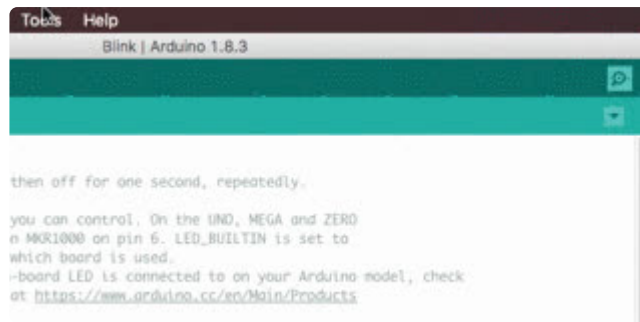 Tools Help
Blink | Arduino 1.8.3
then off for one second, repeatedly.
you can control. On the UNO, MEGA and ZERO
n MKR1000 on pin 6. LED_BUILTIN is set to
which board is used.
-board LED is connected to on your Arduino model, check
at https://www.arduino.cc/en/Main/Products